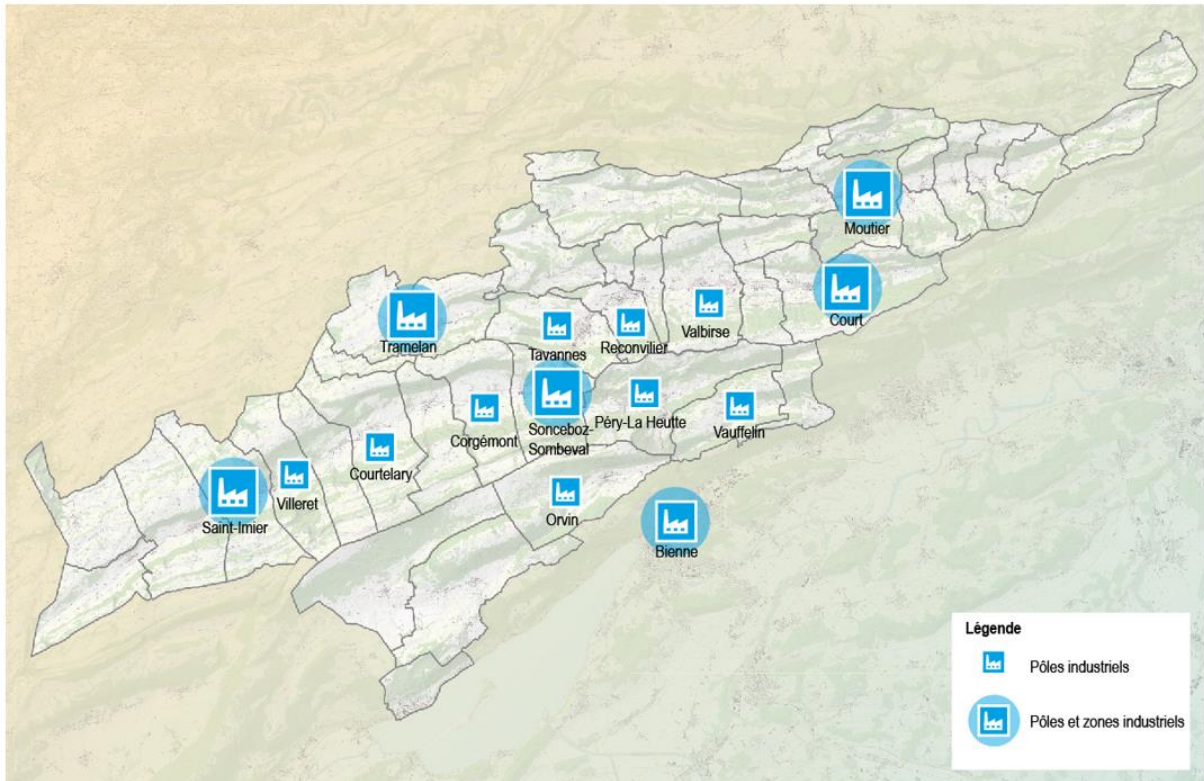 Moutier
Court
Valbirse
Reconvilier
Tavannes
Tramelan
Péry-La Heutte
Vauffelin
Sonceboz-
Sombeval
Corgémont
Courtelary
Villeret
Saint-Imier
Orvin
Bienne
Légende
Pôles industriels
Pôles et zones industriels